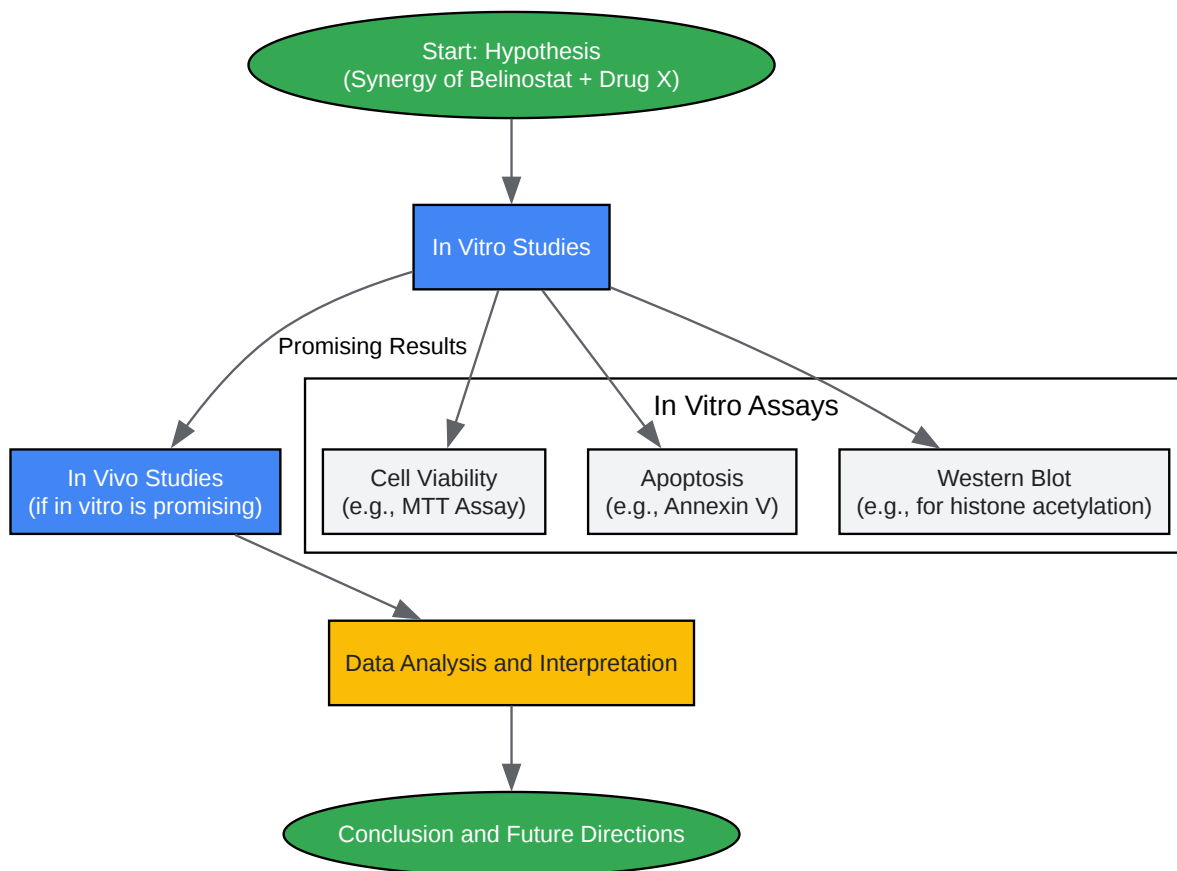 Start: Hypothesis
(Synergy of Belinostat + Drug X)
In Vitro Studies
Promising Results
In Vitro Assays
In Vivo Studies
(if in vitro is promising)
Cell Viability
(e.g., MTT Assay)
Apoptosis
(e.g., Annexin V)
Western Blot
(e.g., for histone acetylation)
Data Analysis and Interpretation
Conclusion and Future Directions